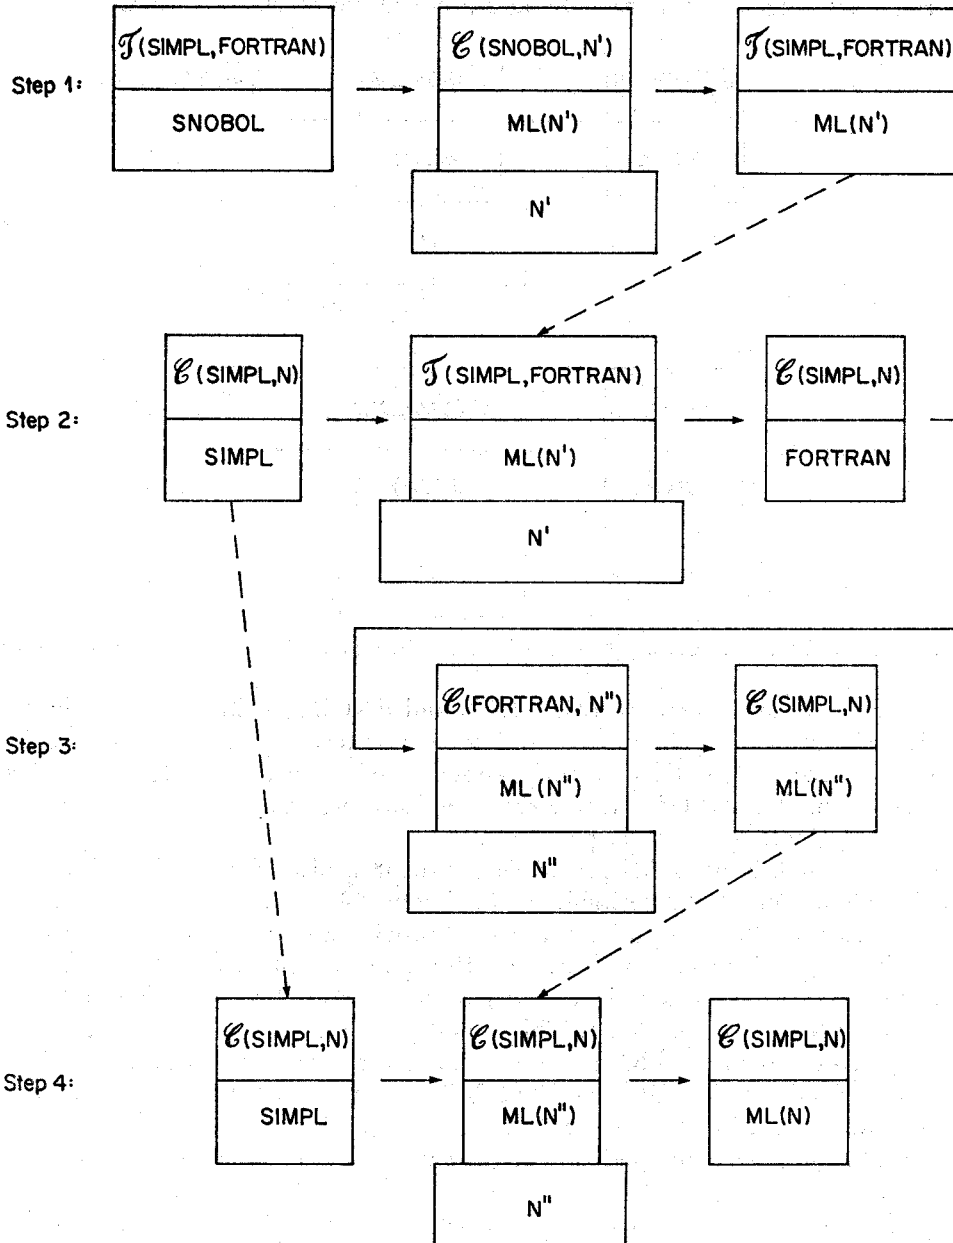 𝒯(SIMPL,FORTRAN) 𝒞(SNOBOL,N') 𝒯(SIMPL,FORTRAN)
Step 1:
SNOBOL ML(N') ML(N')
N'
𝒞(SIMPL,N) 𝒯(SIMPL,FORTRAN) 𝒞(SIMPL,N)
Step 2:
SIMPL ML(N') FORTRAN
N'
𝒞(FORTRAN, N") 𝒞(SIMPL,N)
Step 3:
ML(N") ML(N")
N"
𝒞(SIMPL,N) 𝒞(SIMPL,N) 𝒞(SIMPL,N)
Step 4:
SIMPL ML(N") ML(N)
N"